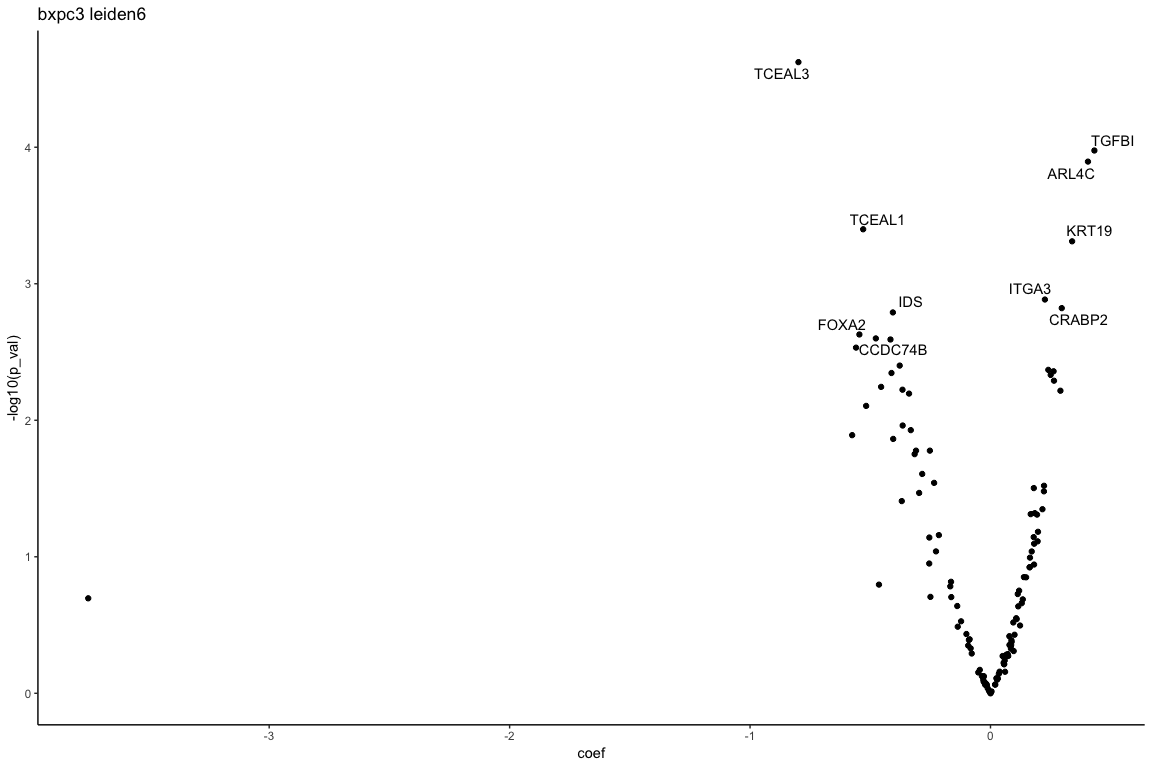 bxpc3 leiden6
TCEAL3
TGFBI
ARL4C
TCEAL1
KRT19
ITGA3
IDS
CRABP2
FOXA2
CCDC74B
4
3
2
1
0
-log10(p_val)
-3
-2
-1
0
coef